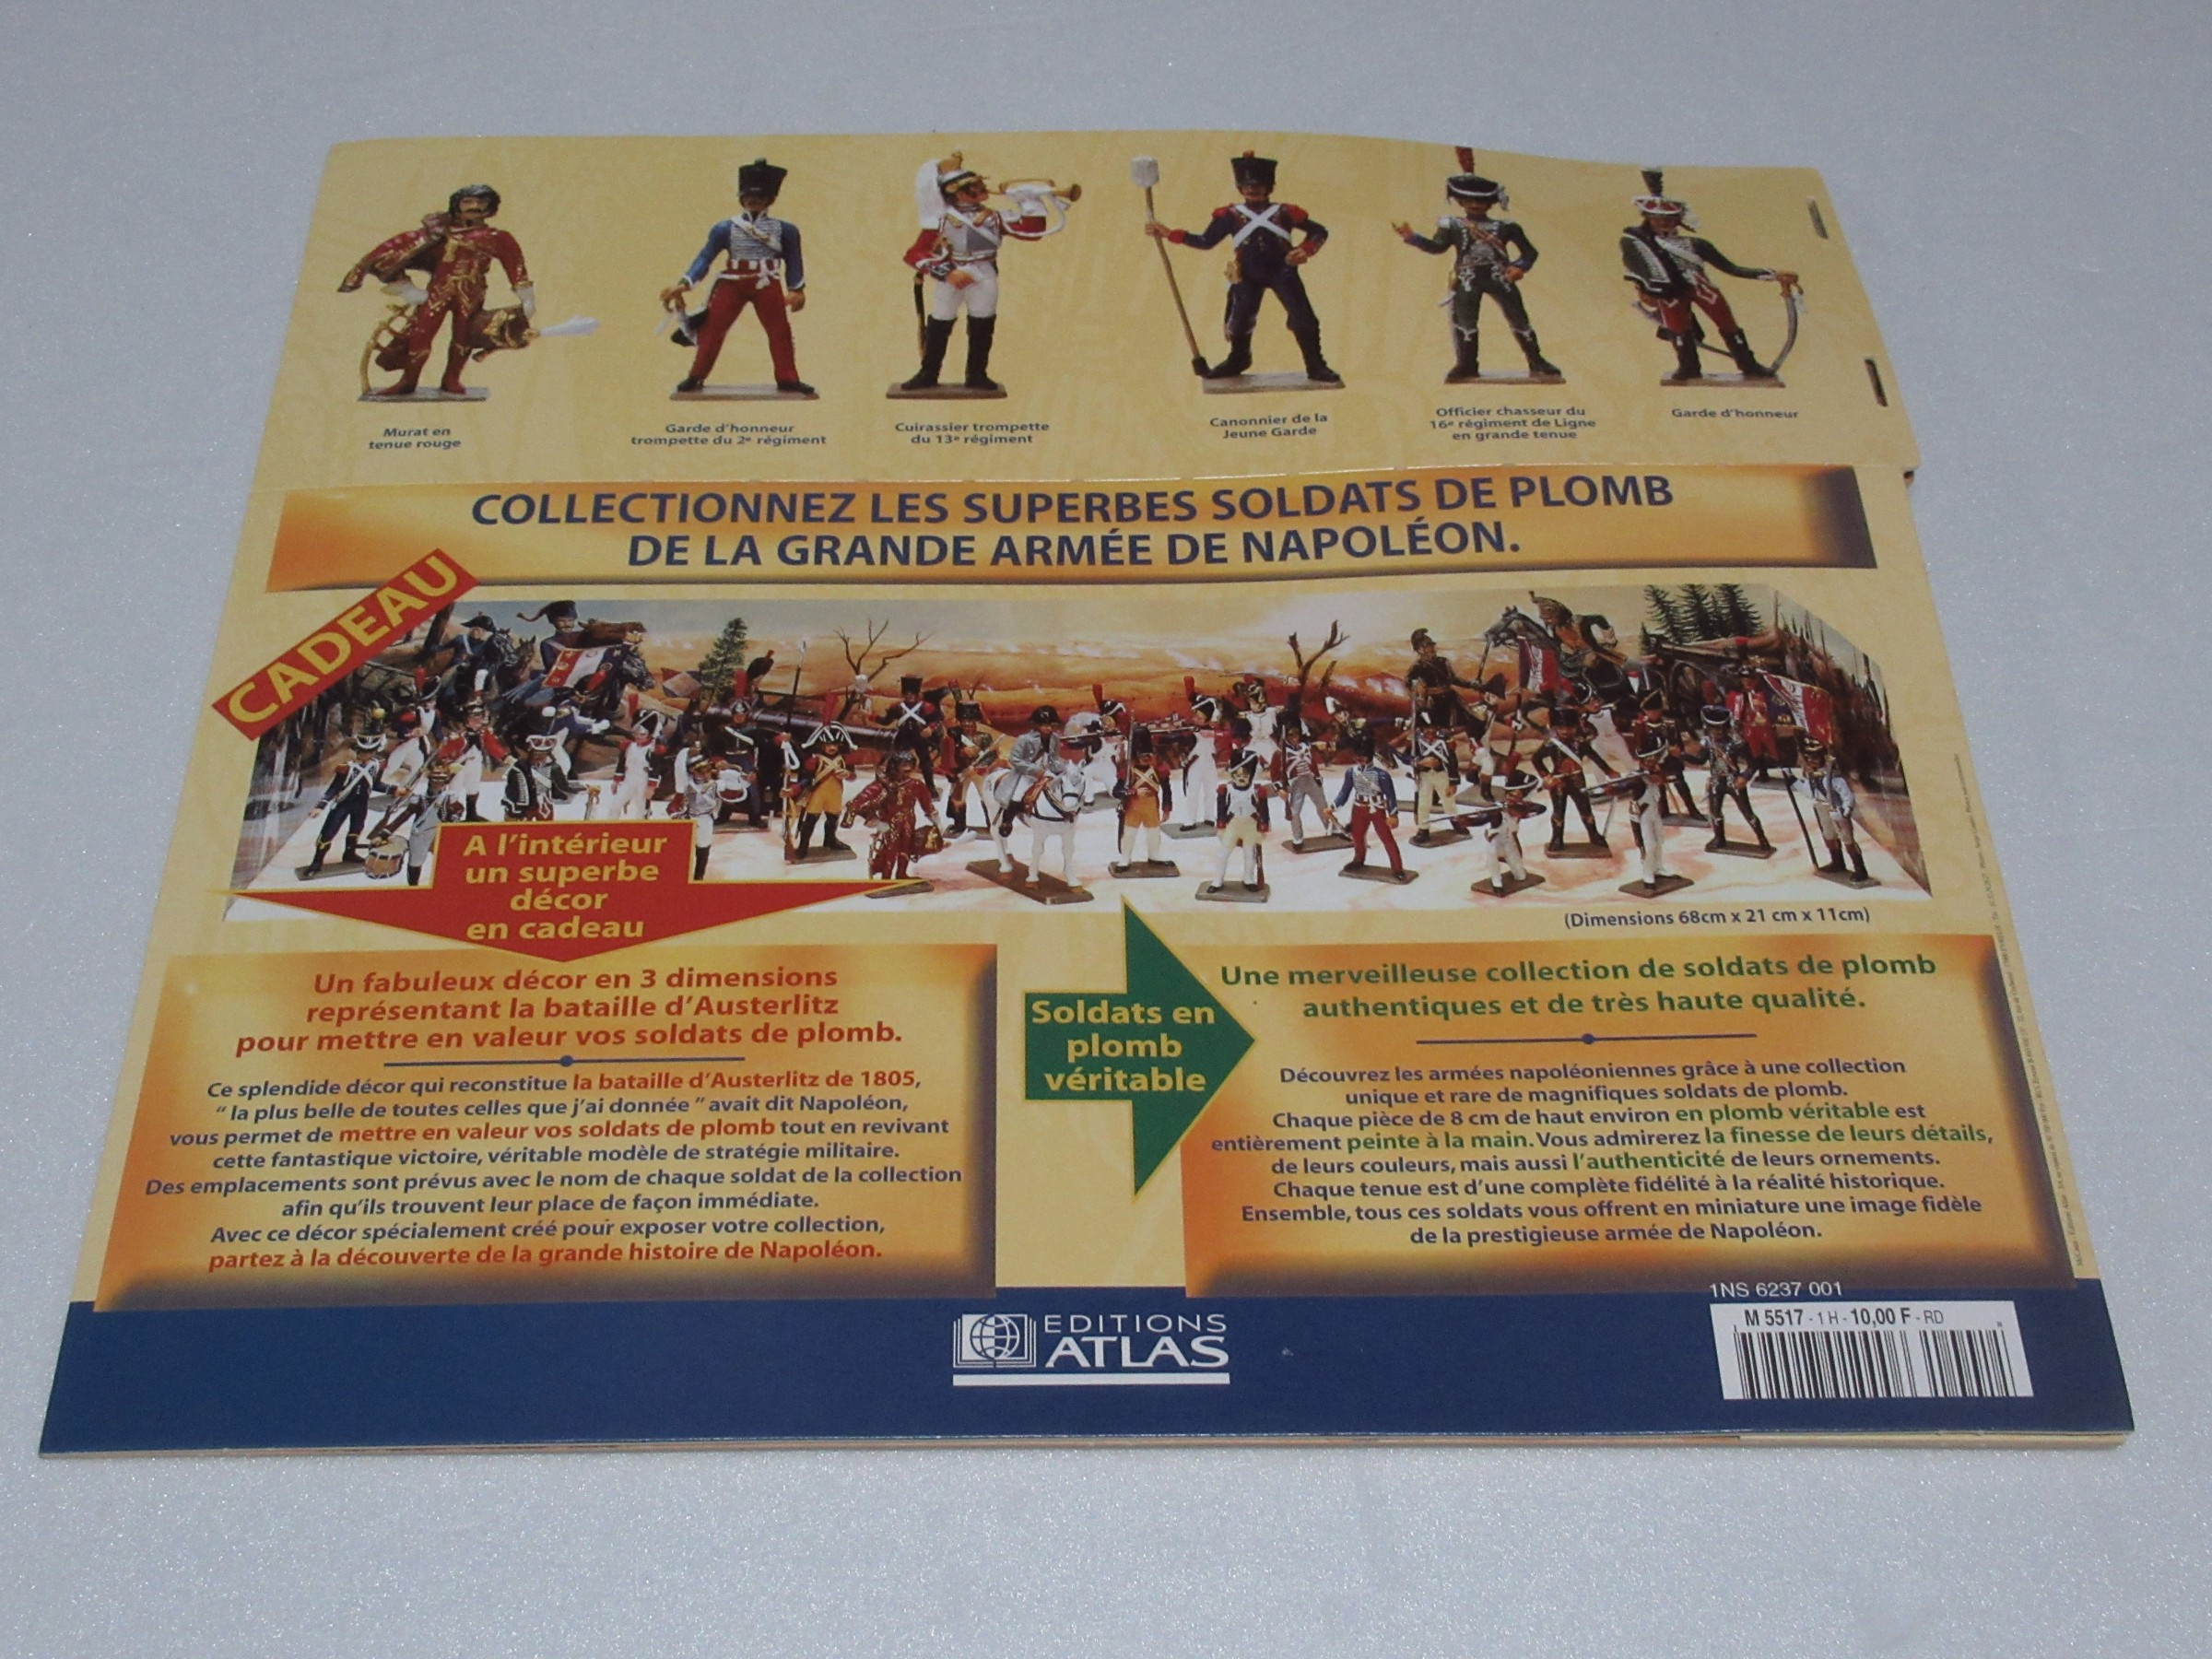 Murat en
tenue rouge
Garde d'honneur
trompette du 2e régiment
Cuirassier trompette
du 13e régiment
Canonnier de la
Jeune Garde
Officier chasseur du
16e régiment de Ligne
en grande tenue
Garde d'honneur
COLLECTIONNEZ LES SUPERBES SOLDATS DE PLOMB
DE LA GRANDE ARMÉE DE NAPOLÉON.
CADEAU
A l'intérieur
un superbe
décor
en cadeau
(Dimensions 68cm x 21 cm x 11cm)
Un fabuleux décor en 3 dimensions
représentant la bataille d'Austerlitz
pour mettre en valeur vos soldats de plomb.
Ce splendide décor qui reconstitue la bataille d'Austerlitz de 1805,
“ la plus belle de toutes celles que j'ai donnée ” avait dit Napoléon,
vous permet de mettre en valeur vos soldats de plomb tout en revivant
cette fantastique victoire, véritable modèle de stratégie militaire.
Des emplacements sont prévus avec le nom de chaque soldat de la collection
afin qu'ils trouvent leur place de façon immédiate.
Avec ce décor spécialement créé pour exposer votre collection,
partez à la découverte de la grande histoire de Napoléon.
Soldats en
plomb
véritable
Une merveilleuse collection de soldats de plomb
authentiques et de très haute qualité.
Découvrez les armées napoléoniennes grâce à une collection
unique et rare de magnifiques soldats de plomb.
Chaque pièce de 8 cm de haut environ en plomb véritable est
entièrement peinte à la main. Vous admirerez la finesse de leurs détails,
de leurs couleurs, mais aussi l'authenticité de leurs ornements.
Chaque tenue est d'une complète fidélité à la réalité historique.
Ensemble, tous ces soldats vous offrent en miniature une image fidèle
de la prestigieuse armée de Napoléon.
1NS 6237 001
M 5517 - 1 H - 10,00 F - RD
EDITIONS
ATLAS